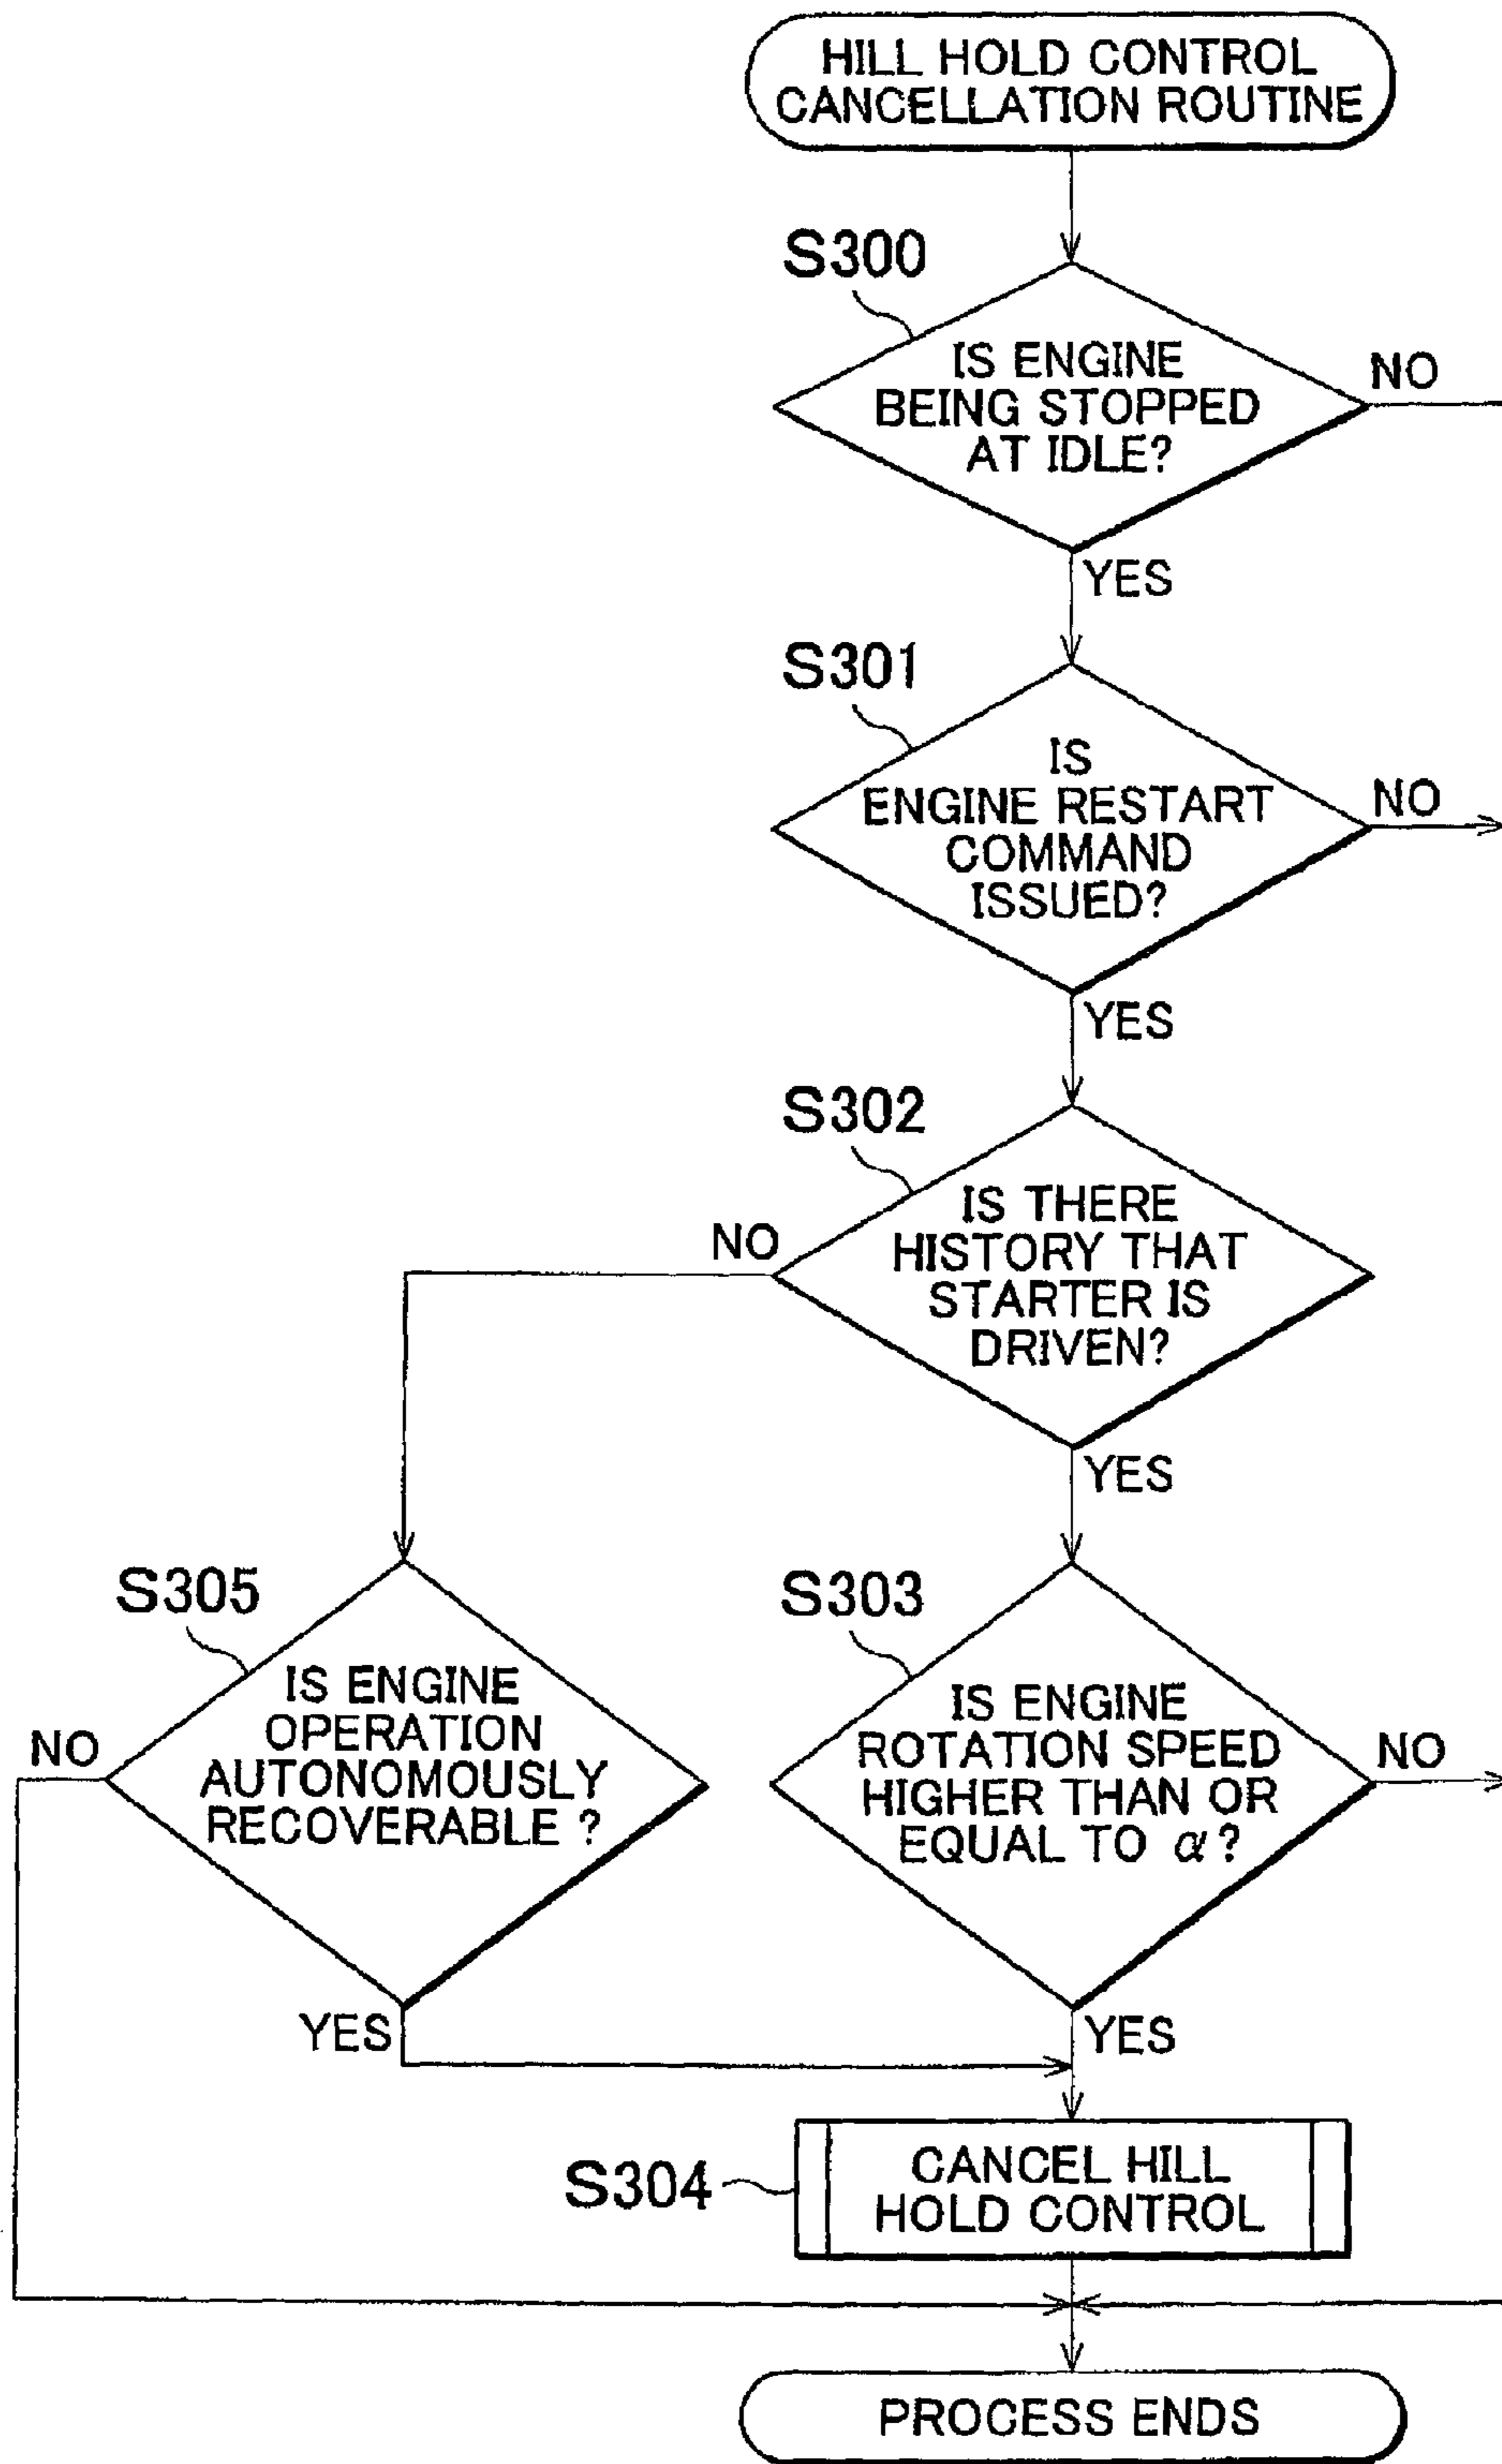 HILL HOLD CONTROL
CANCELLATION ROUTINE
S300
IS ENGINE
BEING STOPPED
AT IDLE?
NO
YES
S301
IS
ENGINE RESTART
COMMAND
ISSUED?
NO
YES
S302
IS THERE
HISTORY THAT
STARTER IS
DRIVEN?
NO
YES
S305
IS ENGINE
OPERATION
AUTONOMOUSLY
RECOVERABLE ?
NO
YES
S303
IS ENGINE
ROTATION SPEED
HIGHER THAN OR
EQUAL TO α?
NO
YES
S304
CANCEL HILL
HOLD CONTROL
PROCESS ENDS